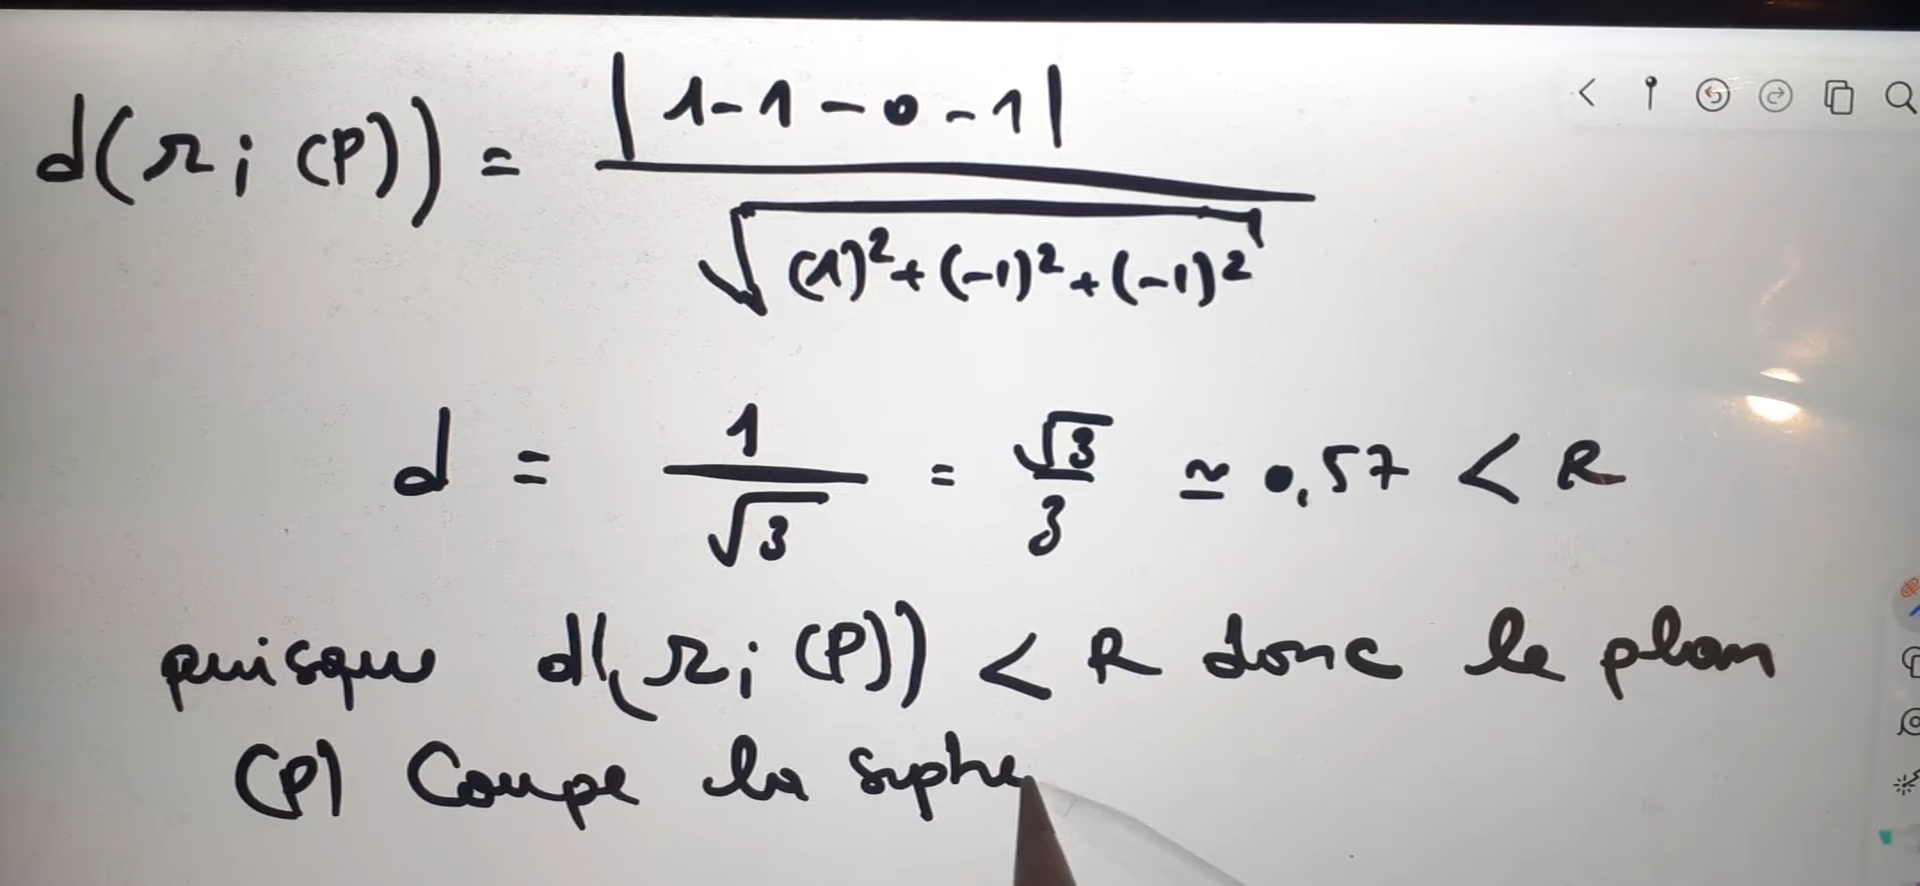 d(Ω; (P)) = |1-1-0-1| / √((1)²+(-1)²+(-1)²)
d = 1/√3 = √3/3 ≃ 0,57 < R
puisque d(Ω; (P)) < R donc le plan
(P) Coupe la sephe